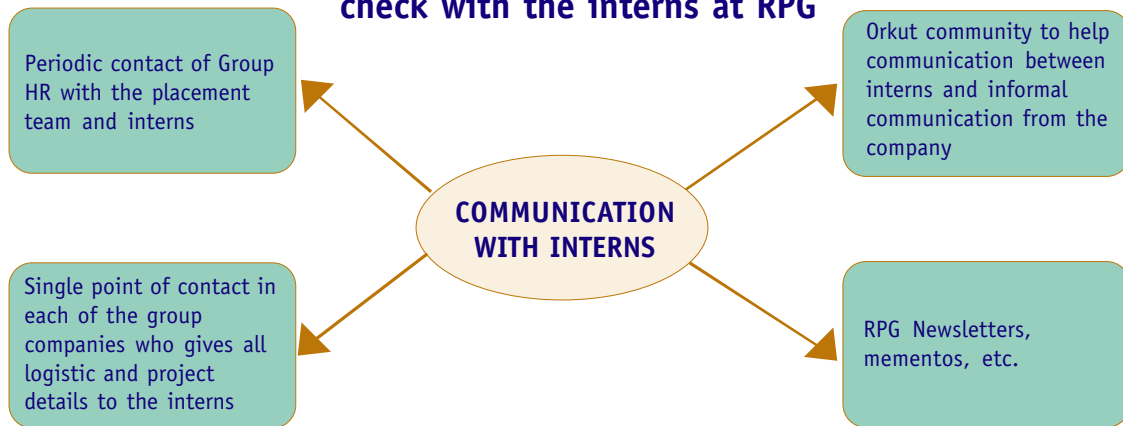 check with the interns at RPG
Periodic contact of Group
HR with the placement
team and interns
Orkut community to help
communication between
interns and informal
communication from the
company
COMMUNICATION
WITH INTERNS
Single point of contact in
each of the group
companies who gives all
logistic and project
details to the interns
RPG Newsletters,
mementos, etc.